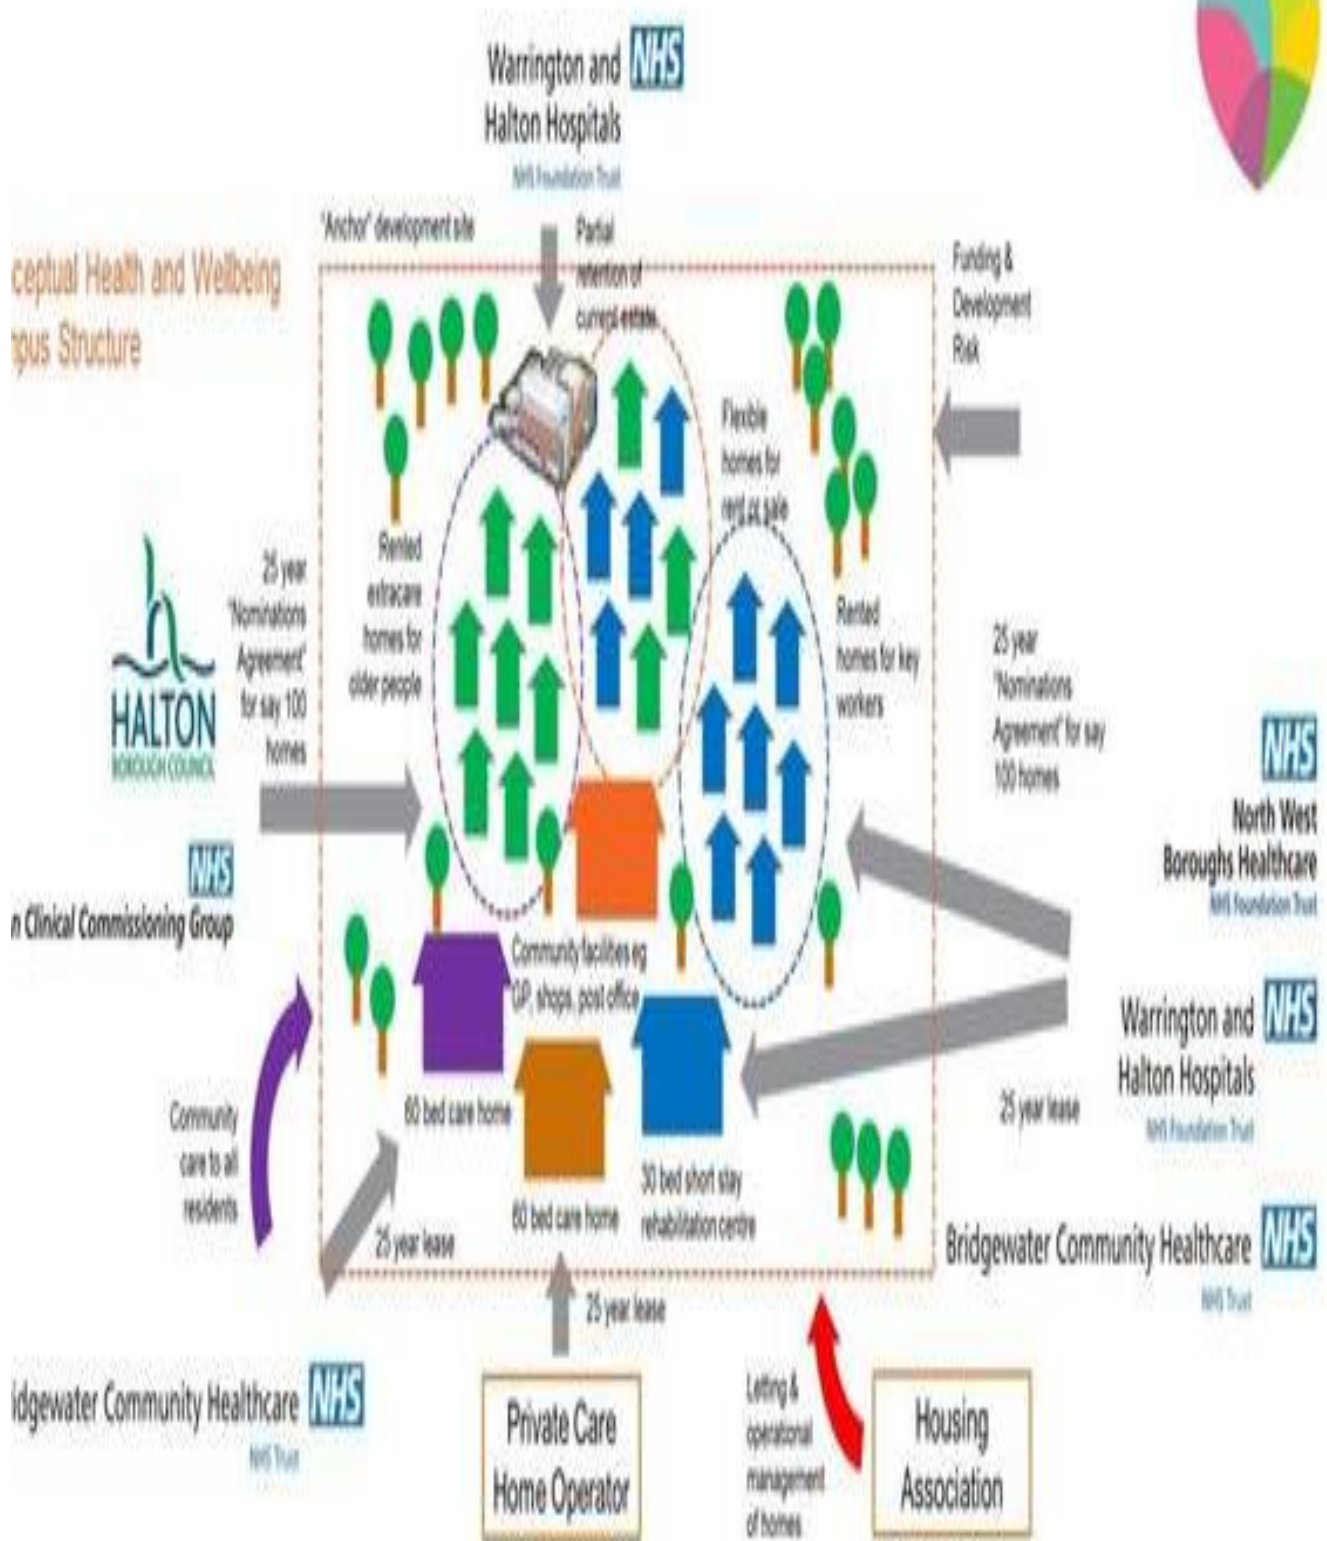 Warrington and NHS
Halton Hospitals
NHS Foundation Trust
"Anchor" development site
Partial
retention of
current estate
ceptual Health and Wellbeing
pus Structure
Funding &
Development
Risk
Flexible
homes for
rent or sale
Rented
extracare
homes for
older people
25 year
'Nominations
Agreement'
for say 100
homes
HALTON
BOROUGH COUNCIL
Rented
homes for key
workers
25 year
'Nominations
Agreement' for say
100 homes
NHS
North West
Boroughs Healthcare
NHS Foundation Trust
NHS
n Clinical Commissioning Group
Community facilities eg
GP, shops, post office
Warrington and NHS
Halton Hospitals
NHS Foundation Trust
25 year lease
Community
care to all
residents
60 bed care home
60 bed care home
30 bed short stay
rehabilitation centre
25 year lease
Bridgewater Community Healthcare NHS
NHS Trust
25 year lease
idgewater Community Healthcare NHS
NHS Trust
Private Care
Home Operator
Letting &
operational
management
of homes
Housing
Association